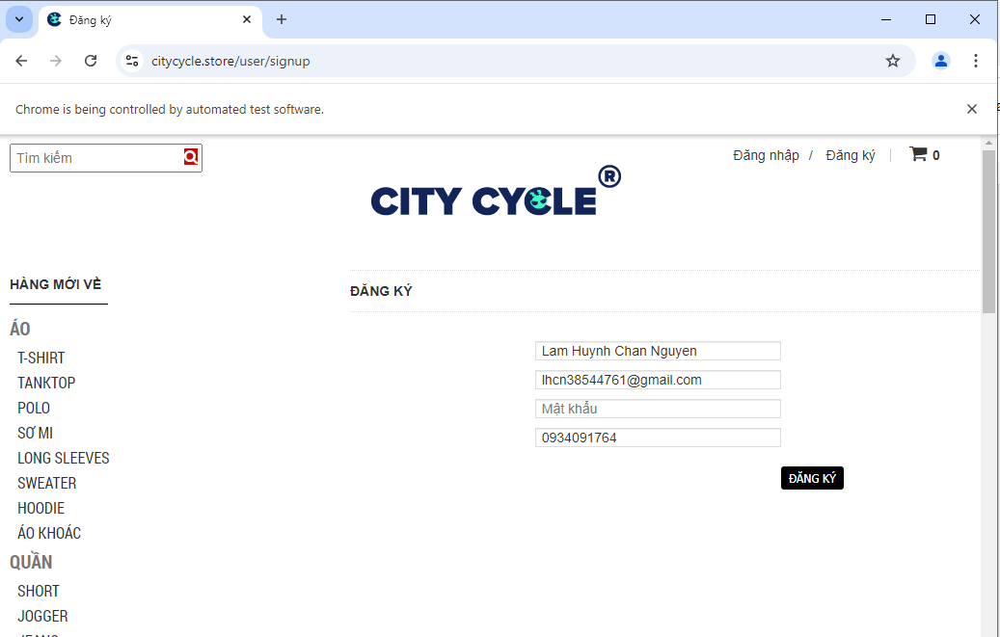 Đăng ký
citycycle.store/user/signup
Chrome is being controlled by automated test software.
Tìm kiếm
Đăng nhập / Đăng ký 0
CITY CYCLE ®
HÀNG MỚI VỀ
ÁO
T-SHIRT
TANKTOP
POLO
SƠ MI
LONG SLEEVES
SWEATER
HOODIE
ÁO KHOÁC
QUẦN
SHORT
JOGGER
JEANS
ĐĂNG KÝ
Lam Huynh Chan Nguyen
lhcn38544761@gmail.com
Mật khẩu
0934091764
ĐĂNG KÝ